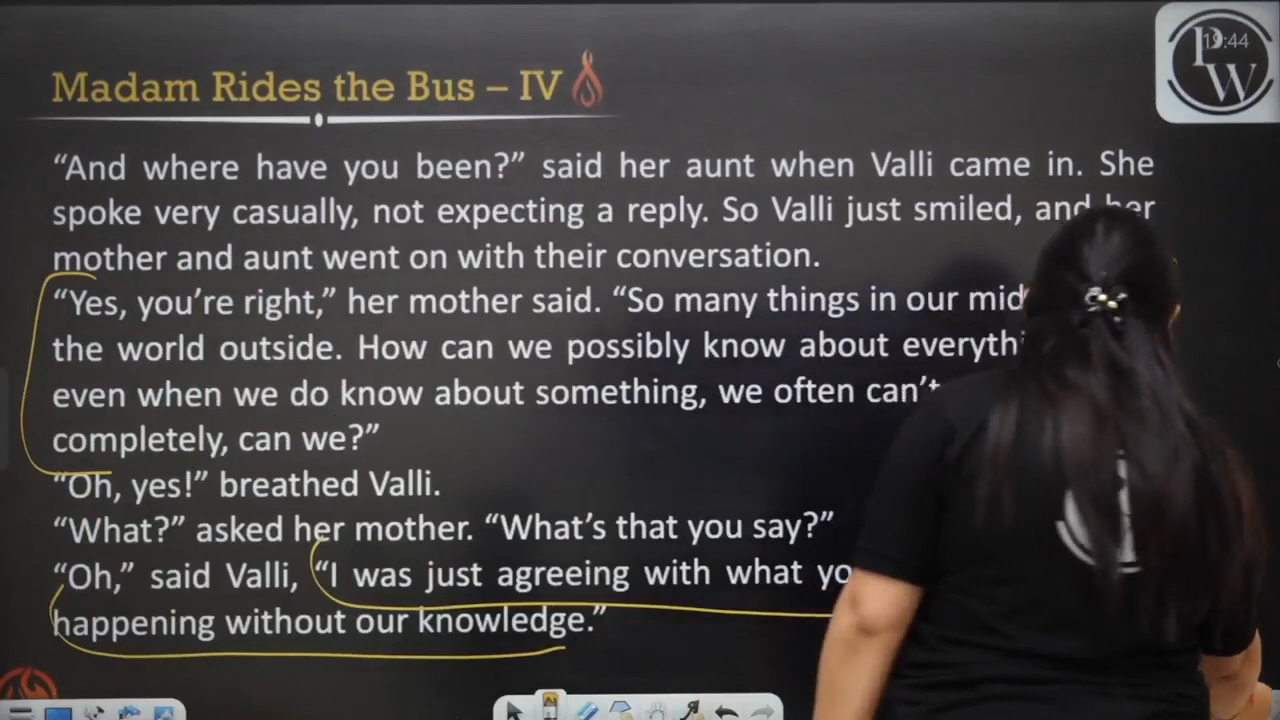 Madam Rides the Bus – IV
19:44
PW
“And where have you been?” said her aunt when Valli came in. She
spoke very casually, not expecting a reply. So Valli just smiled, and her
mother and aunt went on with their conversation.
“Yes, you’re right,” her mother said. “So many things in our mid
the world outside. How can we possibly know about everythi
even when we do know about something, we often can’t
completely, can we?”
“Oh, yes!” breathed Valli.
“What?” asked her mother. “What’s that you say?”
“Oh,” said Valli, “I was just agreeing with what yo
happening without our knowledge.”